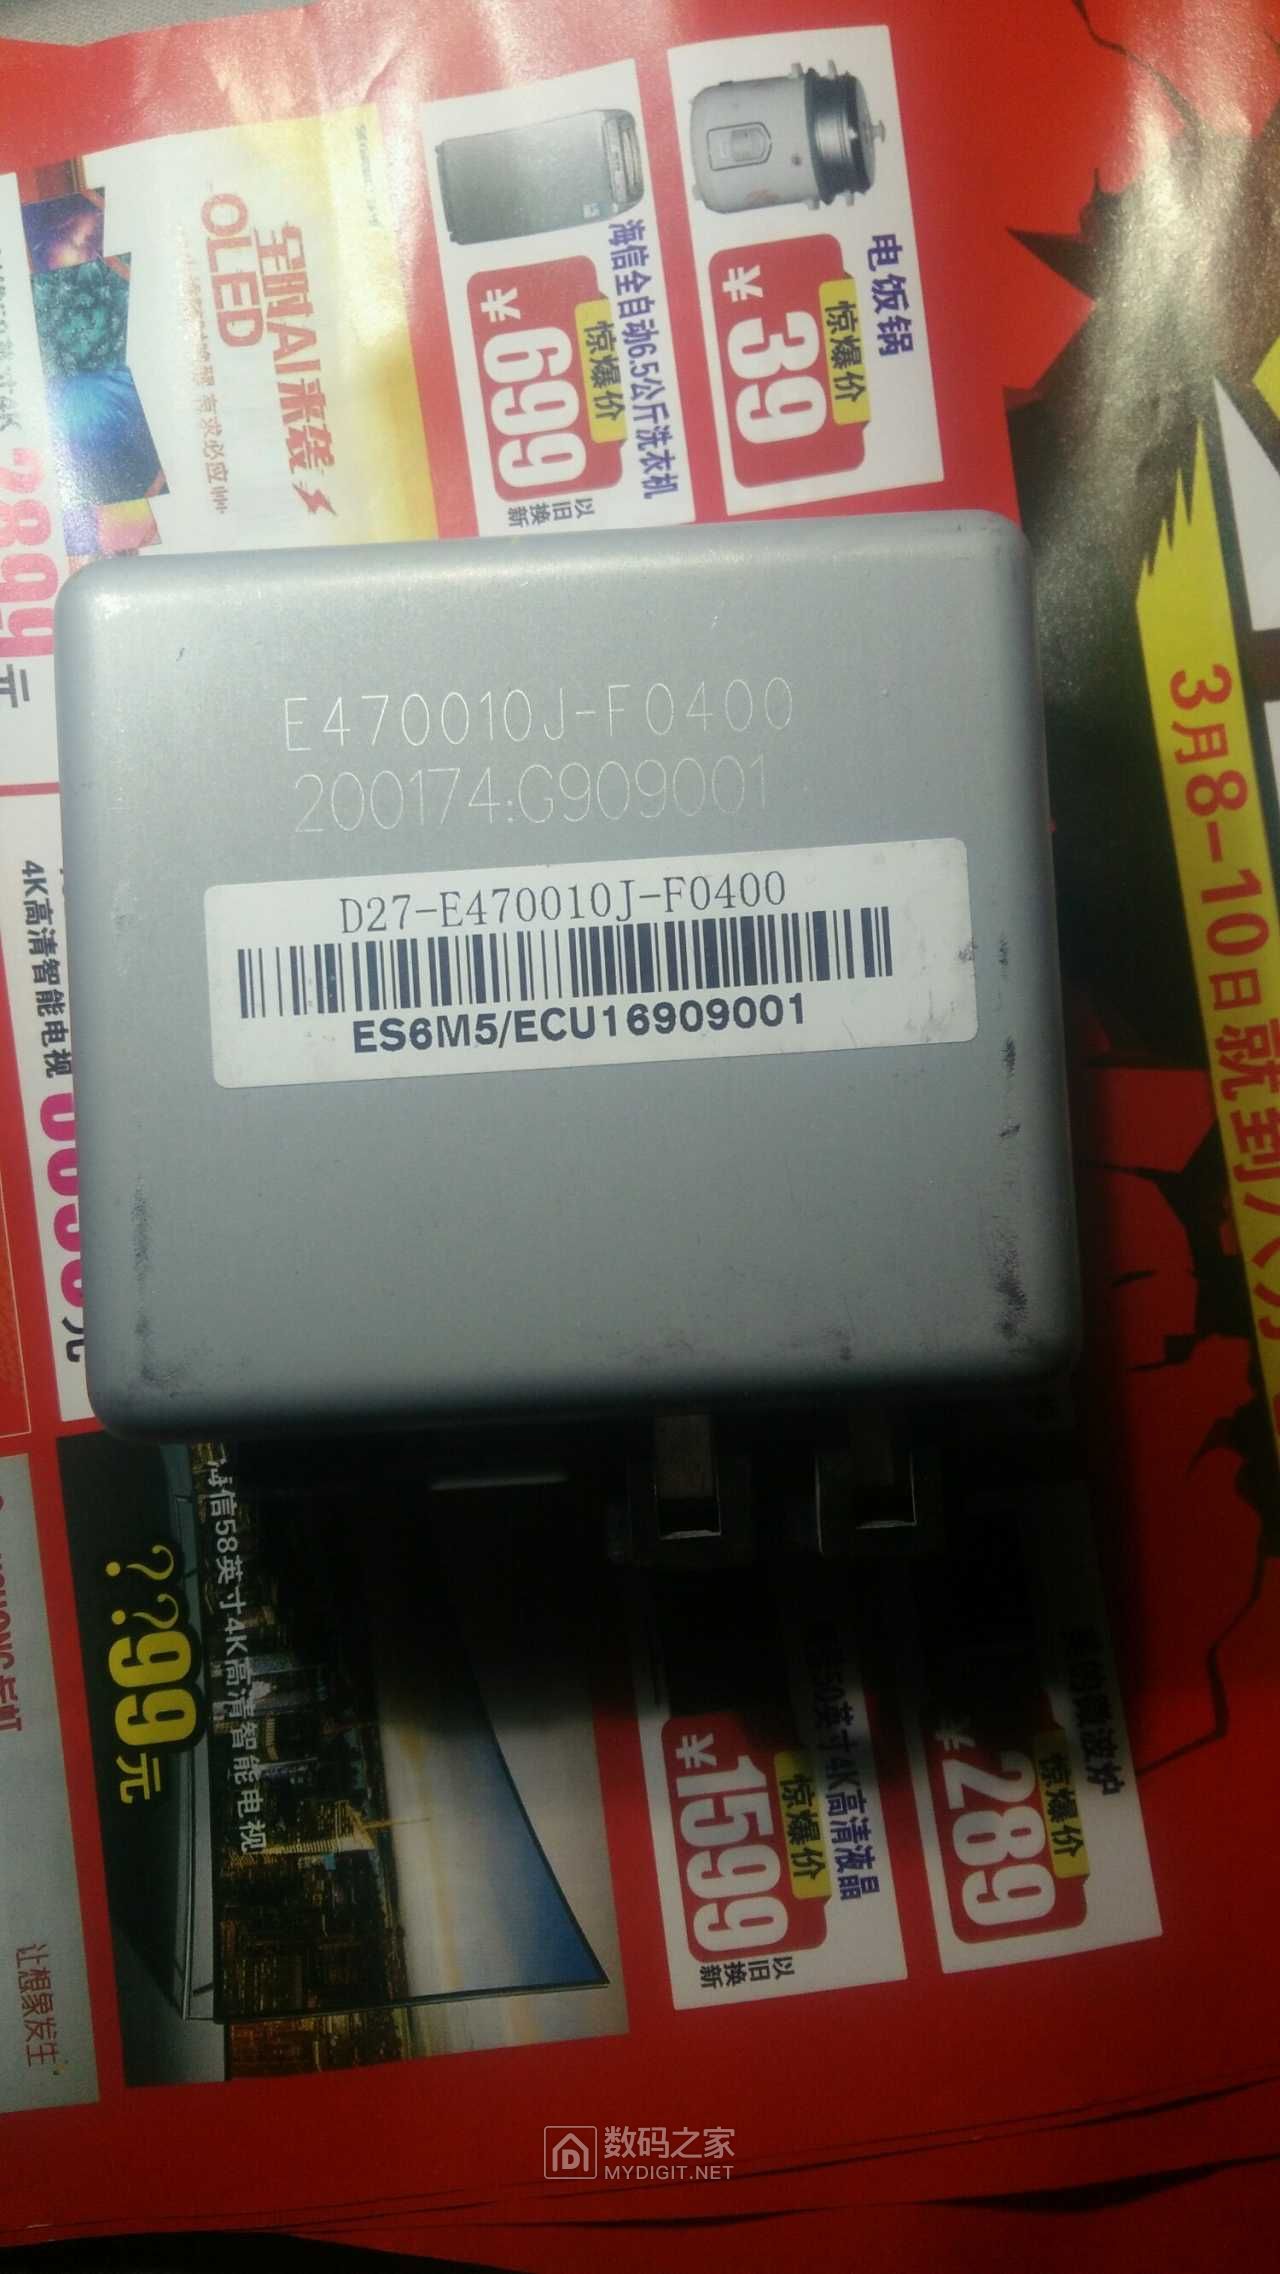 电饭锅
惊爆价
¥39
海信全自动6.5公斤洗衣机
惊爆价
¥699
以旧换新
OLED
3月8-10日就到
E470010J-F0400
200174:G909001
D27-E470010J-F0400
ES6M5/ECU16909001
4K高清智能电视
元
元
海信58英寸4K高清智能电视
??99元
50英寸4K高清液晶
惊爆价
¥1599
以旧换新
微波炉
惊爆价
¥289
让想象发生
数码之家
MYDIGIT.NET